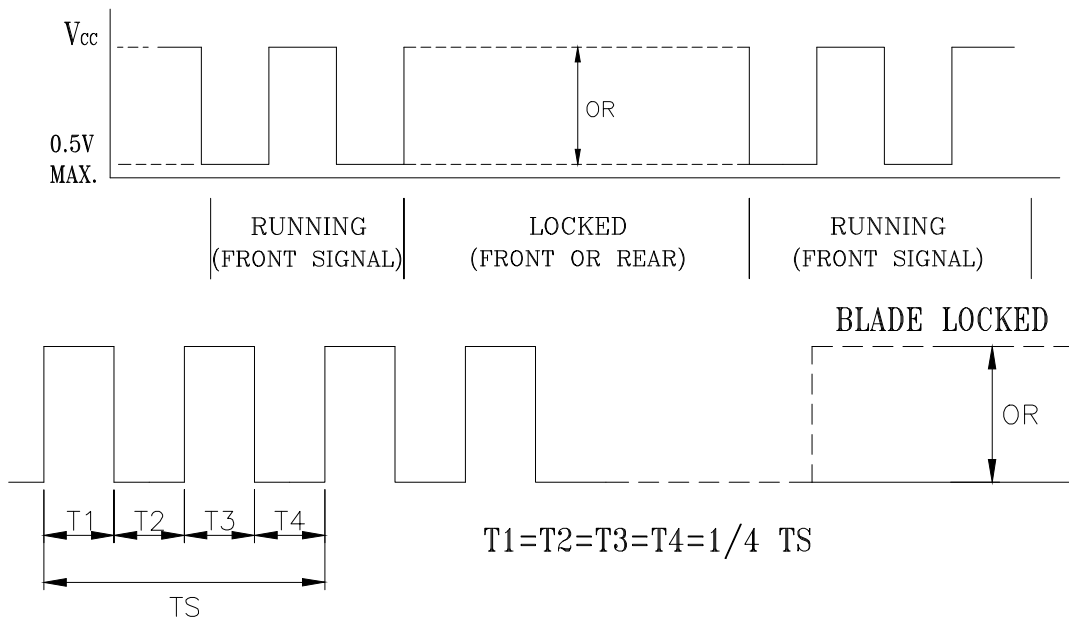 Vcc
OR
0.5V
MAX.
RUNNING
(FRONT SIGNAL)
LOCKED
(FRONT OR REAR)
RUNNING
(FRONT SIGNAL)
BLADE LOCKED
OR
T1 T2 T3 T4
T1=T2=T3=T4=1/4 TS
TS